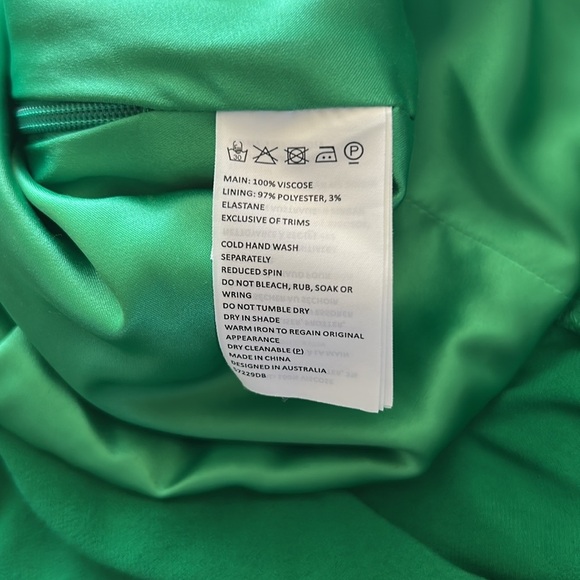 30
P
MAIN: 100% VISCOSE
LINING: 97% POLYESTER, 3%
ELASTANE
EXCLUSIVE OF TRIMS
COLD HAND WASH
SEPARATELY
REDUCED SPIN
DO NOT BLEACH, RUB, SOAK OR
WRING
DO NOT TUMBLE DRY
DRY IN SHADE
WARM IRON TO REGAIN ORIGINAL
APPEARANCE
DRY CLEANABLE (P)
MADE IN CHINA
DESIGNED IN AUSTRALIA
57229DB